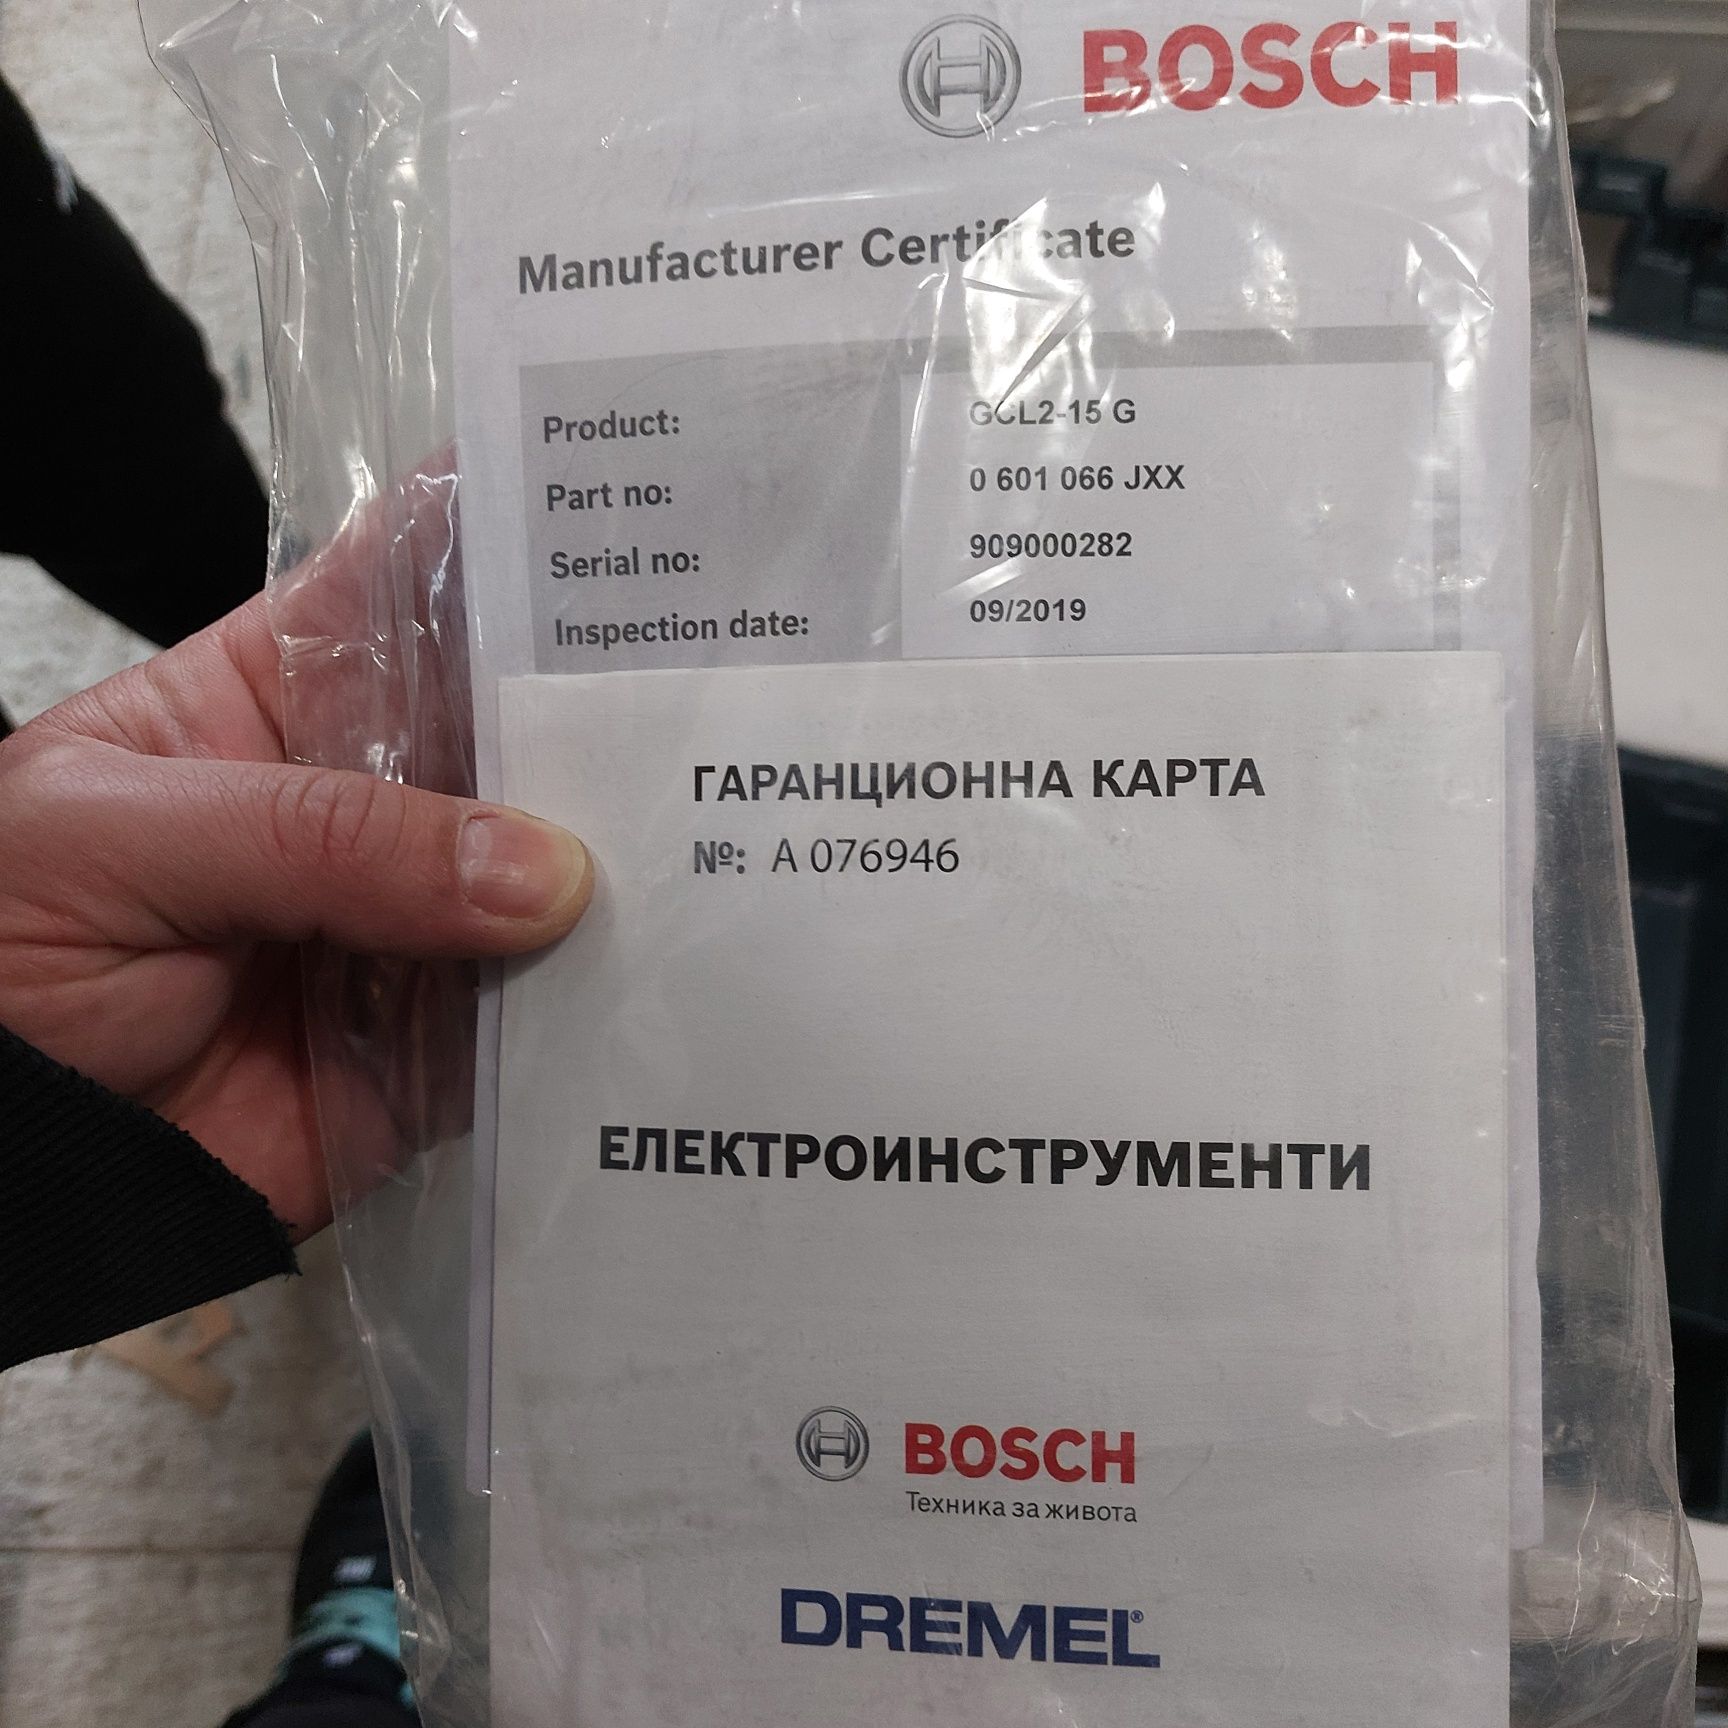 BOSCH
Manufacturer Certificate
Product: GCL2-15 G
Part no: 0 601 066 JXX
Serial no: 909000282
Inspection date: 09/2019
ГАРАНЦИОННА КАРТА
№: A 076946
ЕЛЕКТРОИНСТРУМЕНТИ
BOSCH
Техника за живота
DREMEL®